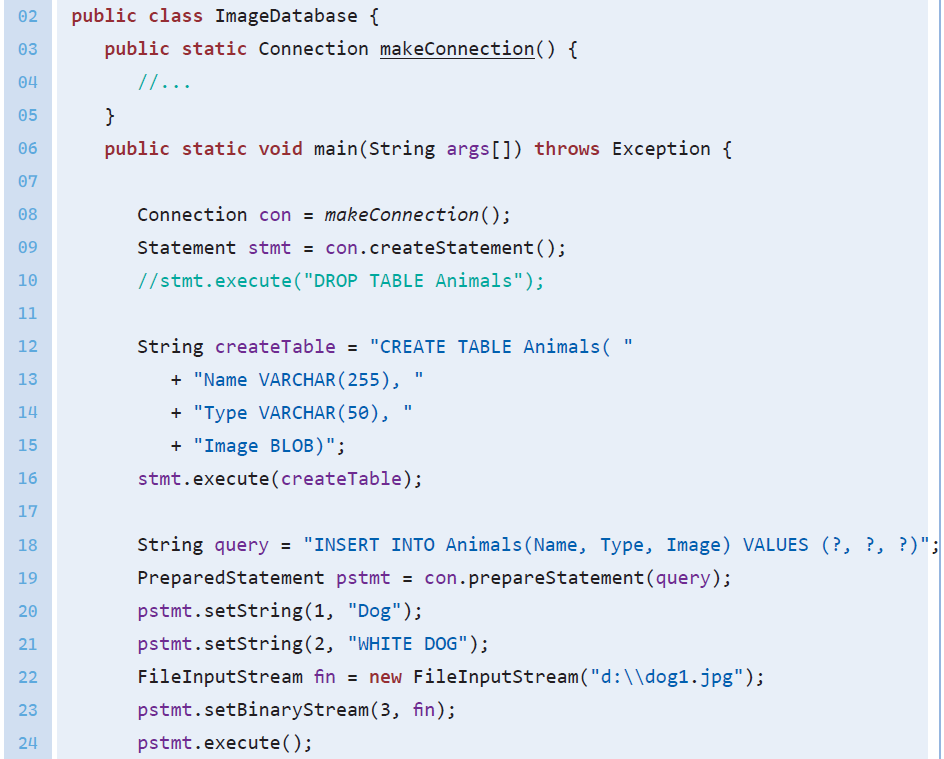 02 public class ImageDatabase {
03 public static Connection makeConnection() {
04 //...
05 }
06 public static void main(String args[]) throws Exception {
07
08 Connection con = makeConnection();
09 Statement stmt = con.createStatement();
10 //stmt.execute("DROP TABLE Animals");
11
12 String createTable = "CREATE TABLE Animals( "
13 + "Name VARCHAR(255), "
14 + "Type VARCHAR(50), "
15 + "Image BLOB)";
16 stmt.execute(createTable);
17
18 String query = "INSERT INTO Animals(Name, Type, Image) VALUES (?, ?, ?)";
19 PreparedStatement pstmt = con.prepareStatement(query);
20 pstmt.setString(1, "Dog");
21 pstmt.setString(2, "WHITE DOG");
22 FileInputStream fin = new FileInputStream("d:\\dog1.jpg");
23 pstmt.setBinaryStream(3, fin);
24 pstmt.execute();